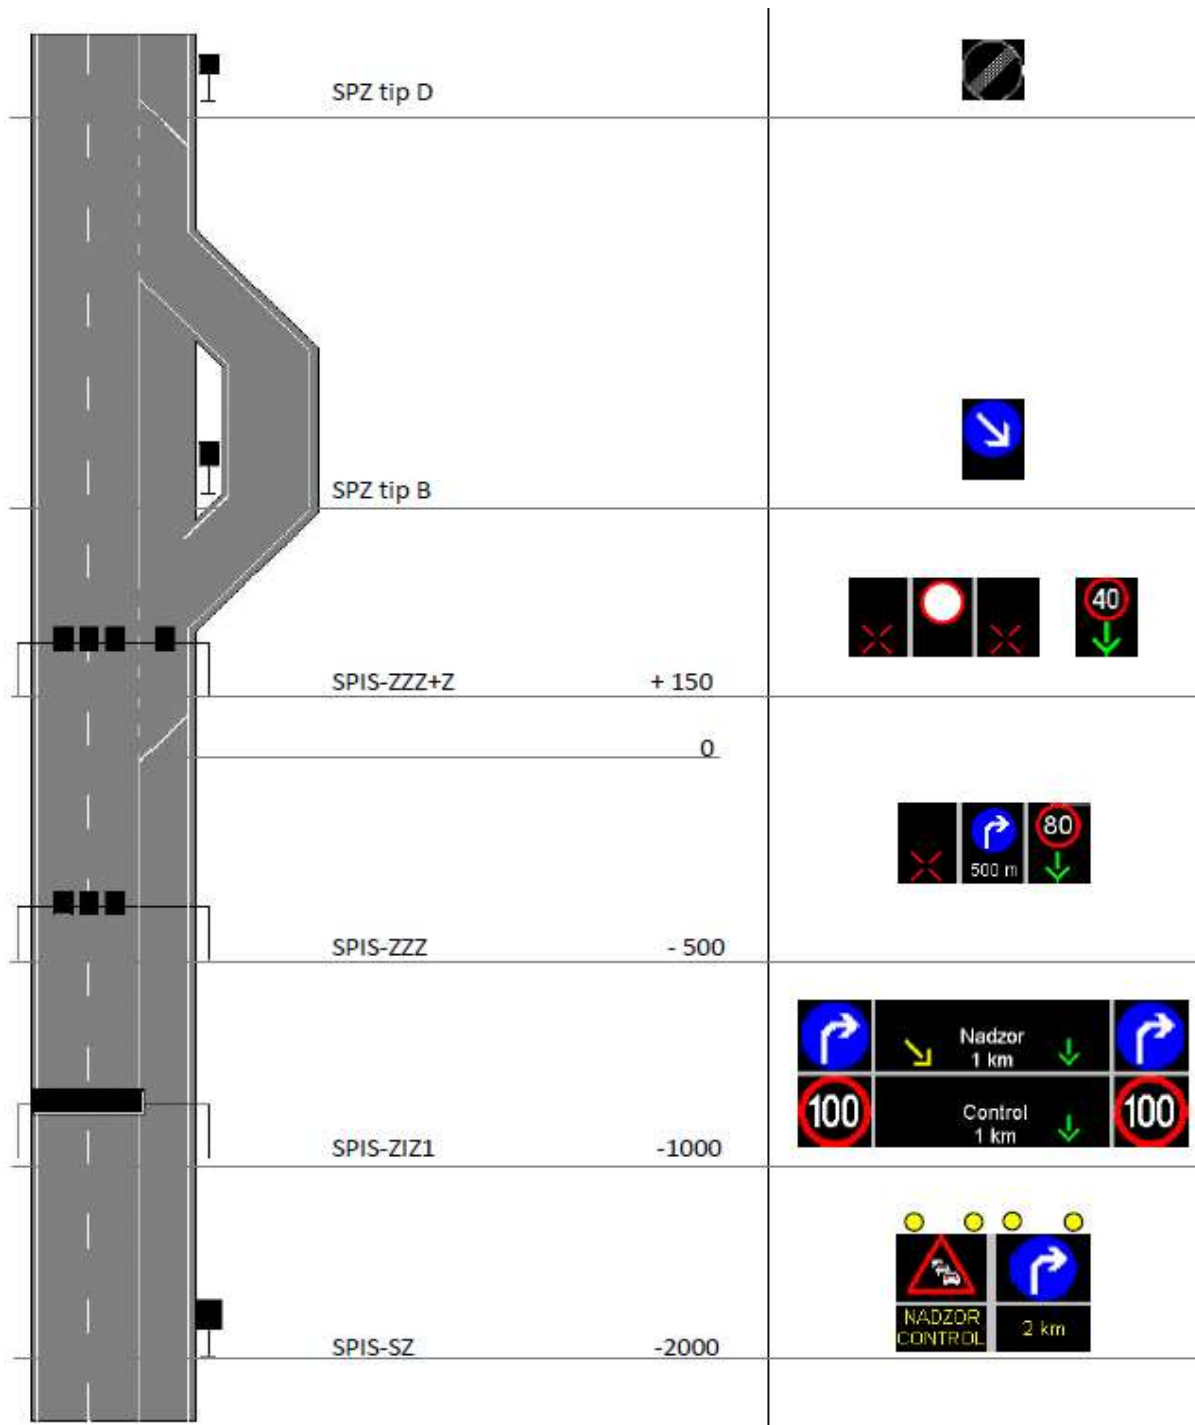 SPZ tip D
SPZ tip B
40
SPIS-ZZZ+Z + 150
0
80
500 m
SPIS-ZZZ - 500
Nadzor
1 km
100 Control 100
1 km
SPIS-ZIZ1 -1000
NADZOR 2 km
CONTROL
SPIS-SZ -2000